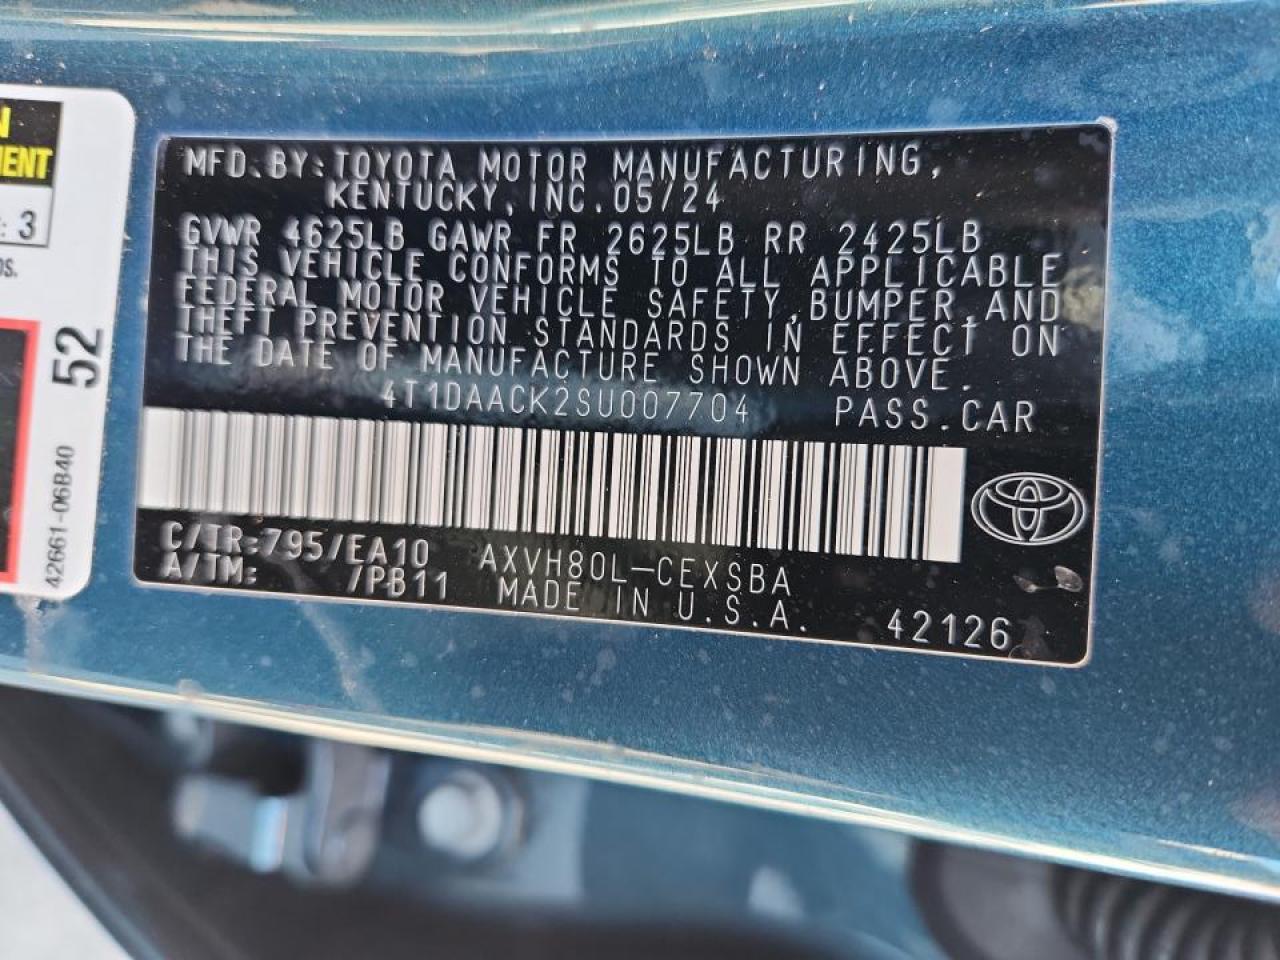 N
MENT
: 3
OS.
52
42661-06B40
MFD.BY:TOYOTA MOTOR MANUFACTURING,
KENTUCKY,INC.05/24
GVWR 4625LB GAWR FR 2625LB RR 2425LB
THIS VEHICLE CONFORMS TO ALL APPLICABLE
FEDERAL MOTOR VEHICLE SAFETY,BUMPER,AND
THEFT PREVENTION STANDARDS IN EFFECT ON
THE DATE OF MANUFACTURE SHOWN ABOVE.
4T1DAACK2SU007704 PASS.CAR
C/TR:795/EA10 AXVH80L-CEXSBA
A/TM: /PB11 MADE IN U.S.A. 42126